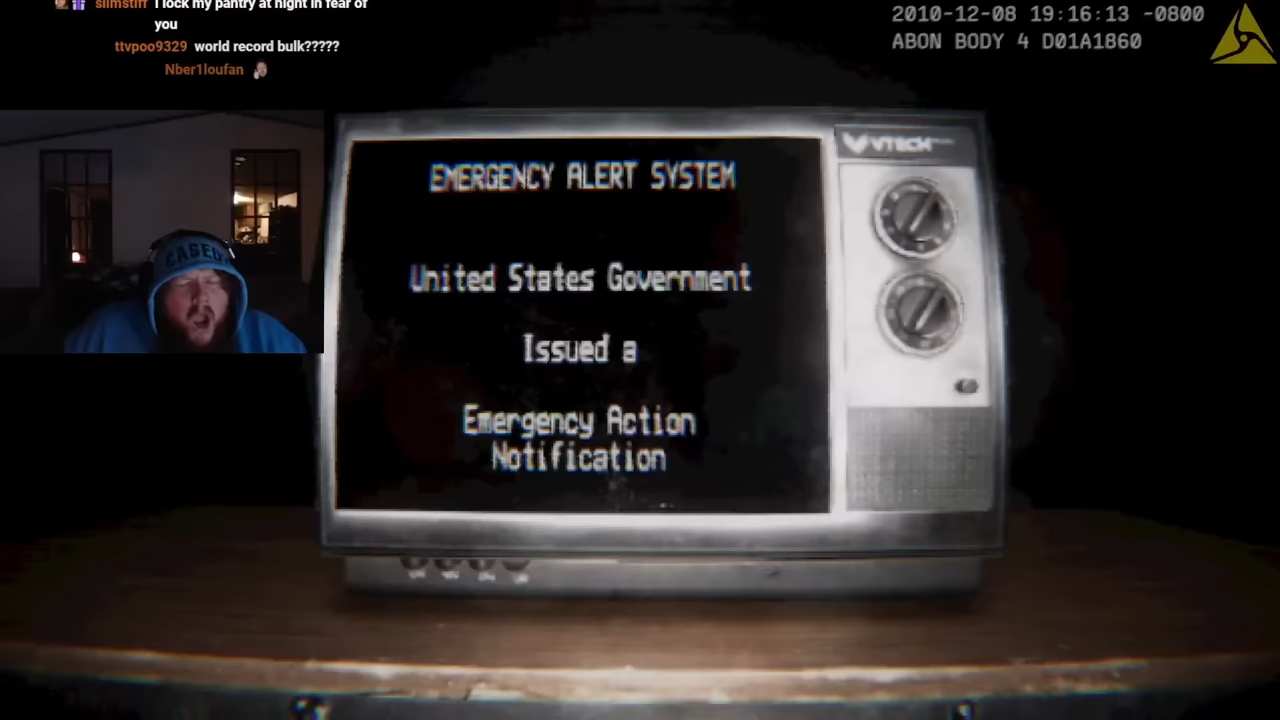 slimstiff I lock my pantry at night in fear of
you
ttvpoo9329 world record bulk?????
Nber1loufan
2010-12-08 19:16:13 -0800
ABON BODY 4 D01A1860
VTECH
EMERGENCY ALERT SYSTEM
United States Government
Issued a
Emergency Action
Notification
CASED